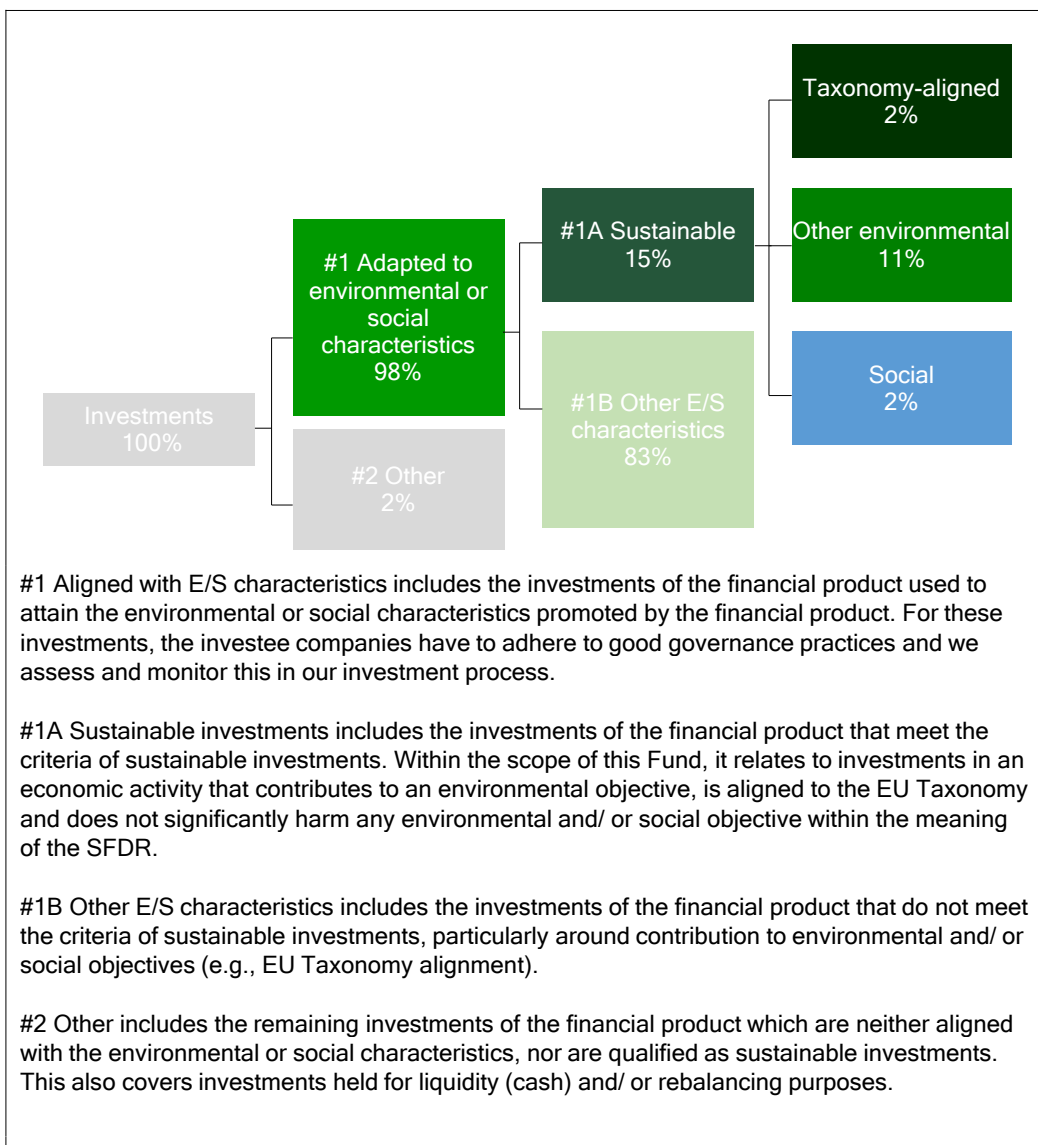 Taxonomy-aligned
2%
#1A Sustainable
15%
Other environmental
11%
#1 Adapted to
environmental or
social
characteristics
98%
Social
2%
#1B Other E/S
characteristics
83%
Investments
100%
#2 Other
2%
#1 Aligned with E/S characteristics includes the investments of the financial product used to
attain the environmental or social characteristics promoted by the financial product. For these
investments, the investee companies have to adhere to good governance practices and we
assess and monitor this in our investment process.
#1A Sustainable investments includes the investments of the financial product that meet the
criteria of sustainable investments. Within the scope of this Fund, it relates to investments in an
economic activity that contributes to an environmental objective, is aligned to the EU Taxonomy
and does not significantly harm any environmental and/ or social objective within the meaning
of the SFDR.
#1B Other E/S characteristics includes the investments of the financial product that do not meet
the criteria of sustainable investments, particularly around contribution to environmental and/ or
social objectives (e.g., EU Taxonomy alignment).
#2 Other includes the remaining investments of the financial product which are neither aligned
with the environmental or social characteristics, nor are qualified as sustainable investments.
This also covers investments held for liquidity (cash) and/ or rebalancing purposes.